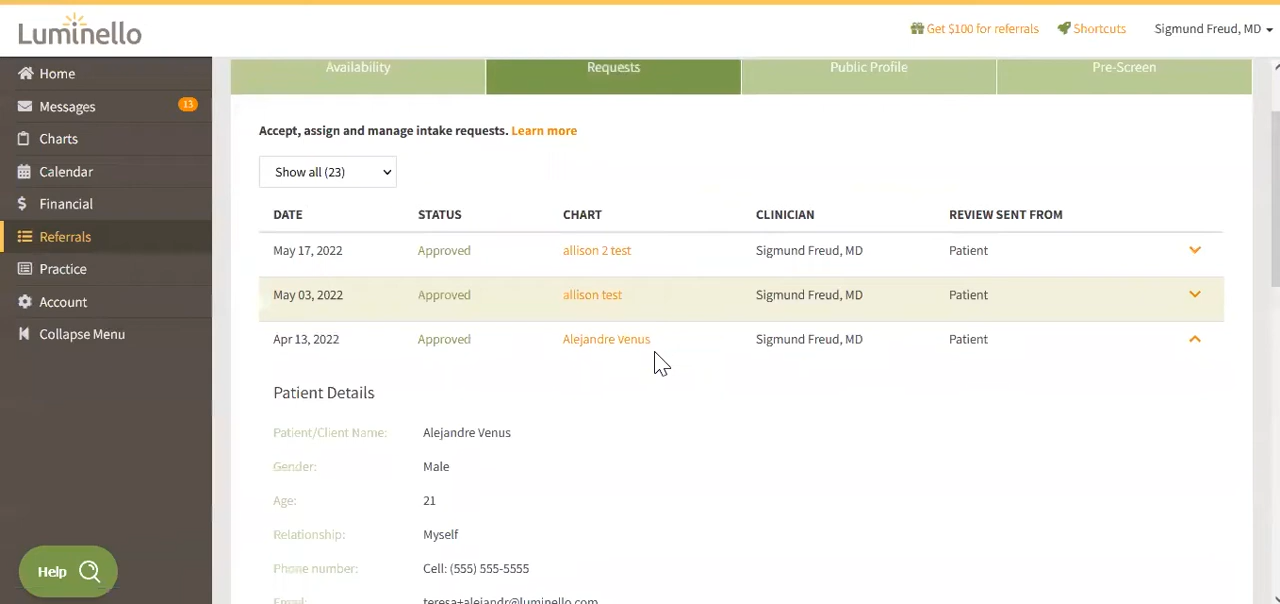 Luminello
Get $100 for referrals
Shortcuts
Sigmund Freud, MD
Home
Messages 13
Charts
Calendar
Financial
Referrals
Practice
Account
Collapse Menu
Help
Availability Requests Public Profile Pre-Screen
Accept, assign and manage intake requests. Learn more
Show all (23)
DATE STATUS CHART CLINICIAN REVIEW SENT FROM
May 17, 2022 Approved allison 2 test Sigmund Freud, MD Patient
May 03, 2022 Approved allison test Sigmund Freud, MD Patient
Apr 13, 2022 Approved Alejandre Venus Sigmund Freud, MD Patient
Patient Details
Patient/Client Name: Alejandre Venus
Gender: Male
Age: 21
Relationship: Myself
Phone number: Cell: (555) 555-5555
Email: teresa+alejandr@luminello.com